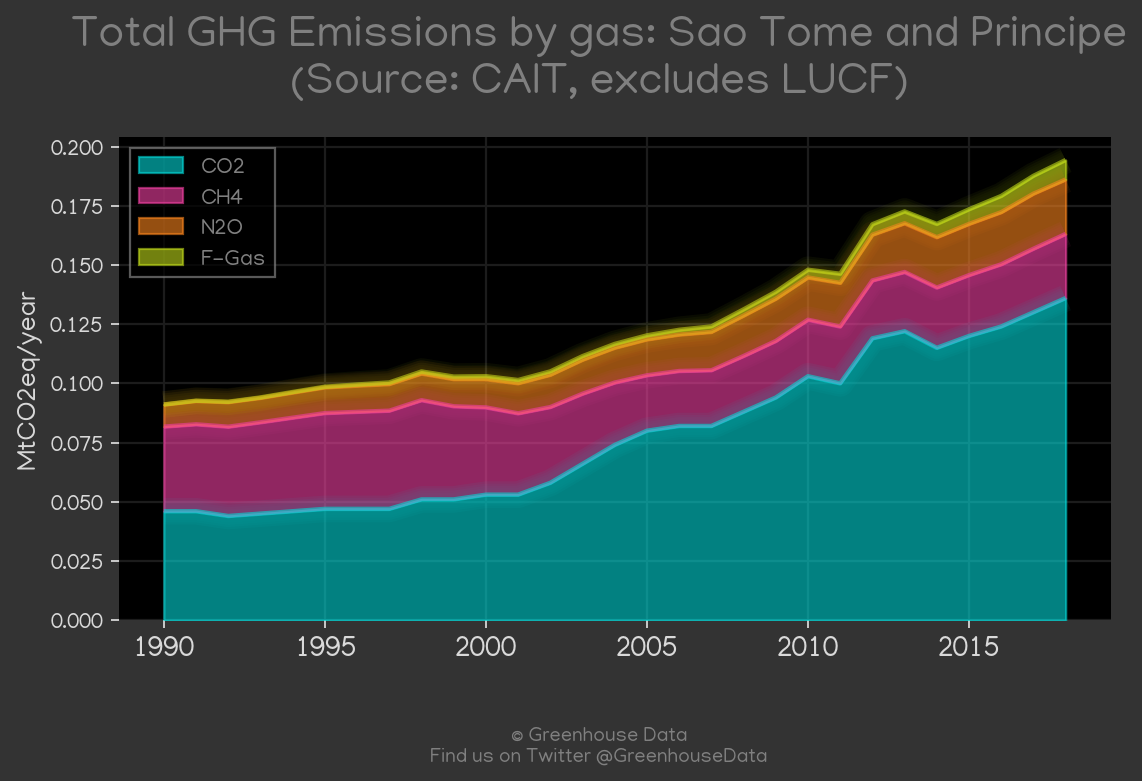 Total GHG Emissions by gas: Sao Tome and Principe
(Source: CAIT, excludes LUCF)
0.200
0.175
0.150
0.125
0.100
0.075
0.050
0.025
0.000
MtCO2eq/year
CO2
CH4
N2O
F-Gas
1990 1995 2000 2005 2010 2015
© Greenhouse Data
Find us on Twitter @GreenhouseData